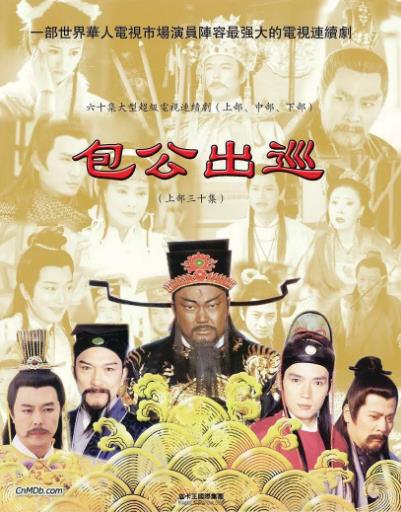 一部世界華人電視市場演員陣容最强大的電視連續劇
六十集大型超級電視連續劇（上部、中部、下部）
包公出巡
（上部三十集）
CnMDb.com